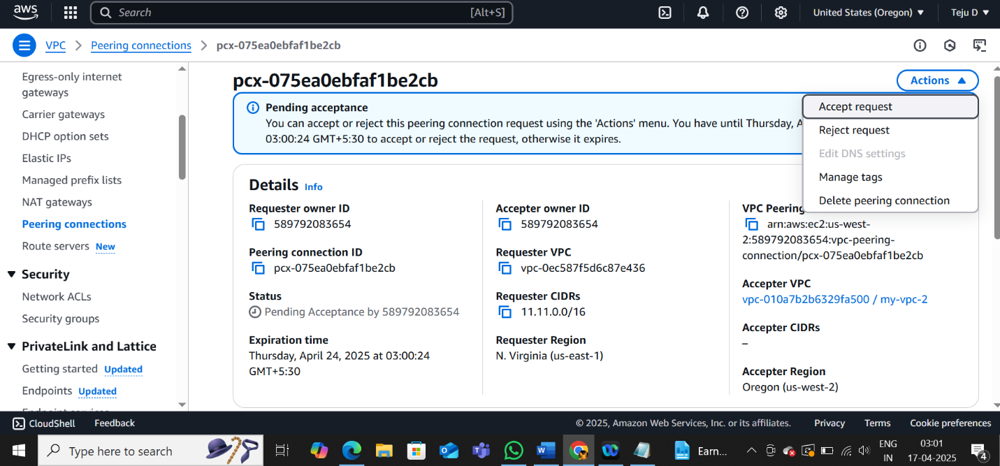 aws
Search
[Alt+S]
United States (Oregon)
Teju D
VPC
Peering connections
pcx-075ea0ebfaf1be2cb
Egress-only internet
gateways
Carrier gateways
DHCP option sets
Elastic IPs
Managed prefix lists
NAT gateways
Peering connections
Route servers New
Security
Network ACLs
Security groups
PrivateLink and Lattice
Getting started Updated
Endpoints Updated
pcx-075ea0ebfaf1be2cb
Actions
Accept request
Reject request
Edit DNS settings
Manage tags
Delete peering connection
Pending acceptance
You can accept or reject this peering connection request using the 'Actions' menu. You have until Thursday, A
03:00:24 GMT+5:30 to accept or reject the request, otherwise it expires.
Details Info
Requester owner ID
589792083654
Peering connection ID
pcx-075ea0ebfaf1be2cb
Status
Pending Acceptance by 589792083654
Expiration time
Thursday, April 24, 2025 at 03:00:24
GMT+5:30
Accepter owner ID
589792083654
Requester VPC
vpc-0ec587f5d6c87e436
Requester CIDRs
11.11.0.0/16
Requester Region
N. Virginia (us-east-1)
VPC Peering
arn:aws:ec2:us-west-
2:589792083654:vpc-peering-
connection/pcx-075ea0ebfaf1be2cb
Accepter VPC
vpc-010a7b2b6329fa500 / my-vpc-2
Accepter CIDRs
–
Accepter Region
Oregon (us-west-2)
CloudShell
Feedback
© 2025, Amazon Web Services, Inc. or its affiliates.
Privacy
Terms
Cookie preferences
Type here to search
Earn...
ENG
IN
03:01
17-04-2025
4